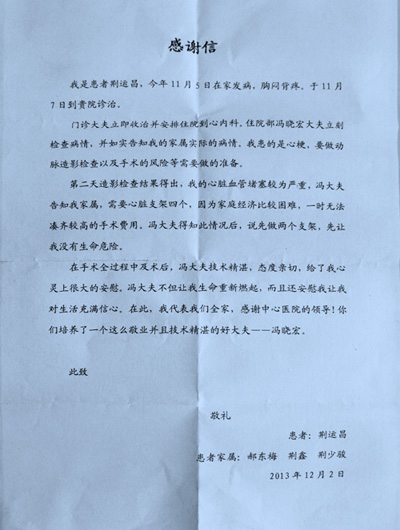 感谢信
我是患者荆运昌，今年11月5日在家发病，胸闷背疼。于11月
7日到贵院诊治。
门诊大夫立即收治并安排住院到心内科。住院部冯晓宏大夫立刻
检查病情，并如实告知我的家属实际的病情。我患的是心梗，要做
动脉造影检查以及手术的风险等需要做的准备。
第二天造影检查结果得出，我的心脏血管堵塞较为严重，冯大夫
告知我家属，需要心脏支架四个，因为家庭经济比较困难，一时无法
凑齐较高的手术费用，冯大夫得知此情况后，说先做两个支架，先让
我没有生命危险。
在手术全过程中及术后，冯大夫技术精湛，态度亲切，给了我心
灵上很大的安慰。冯大夫不但让我生命重新燃起，而且还安慰我让我
对生活充满信心。在此，我代表我们全家，感谢中心医院的领导！你
们培养了一个这么敬业并且技术精湛的好大夫——冯晓宏。
此致
敬礼
患者：荆运昌
患者家属：郝东梅 荆鑫 荆少骏
2013年12月2日